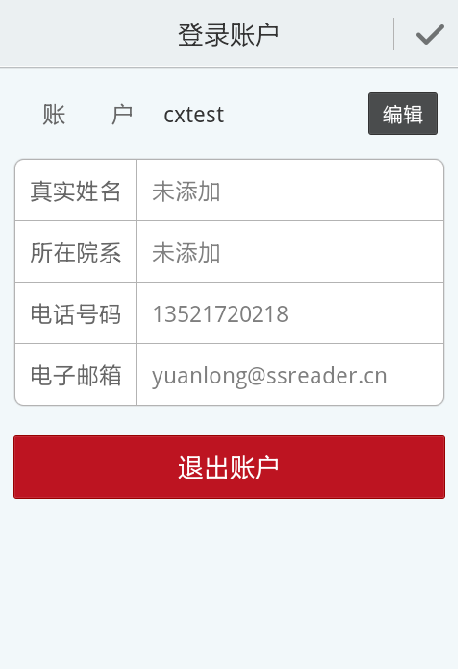 登录账户
账 户 cxtest 编辑
真实姓名 未添加
所在院系 未添加
电话号码 13521720218
电子邮箱 yuanlong@ssreader.cn
退出账户